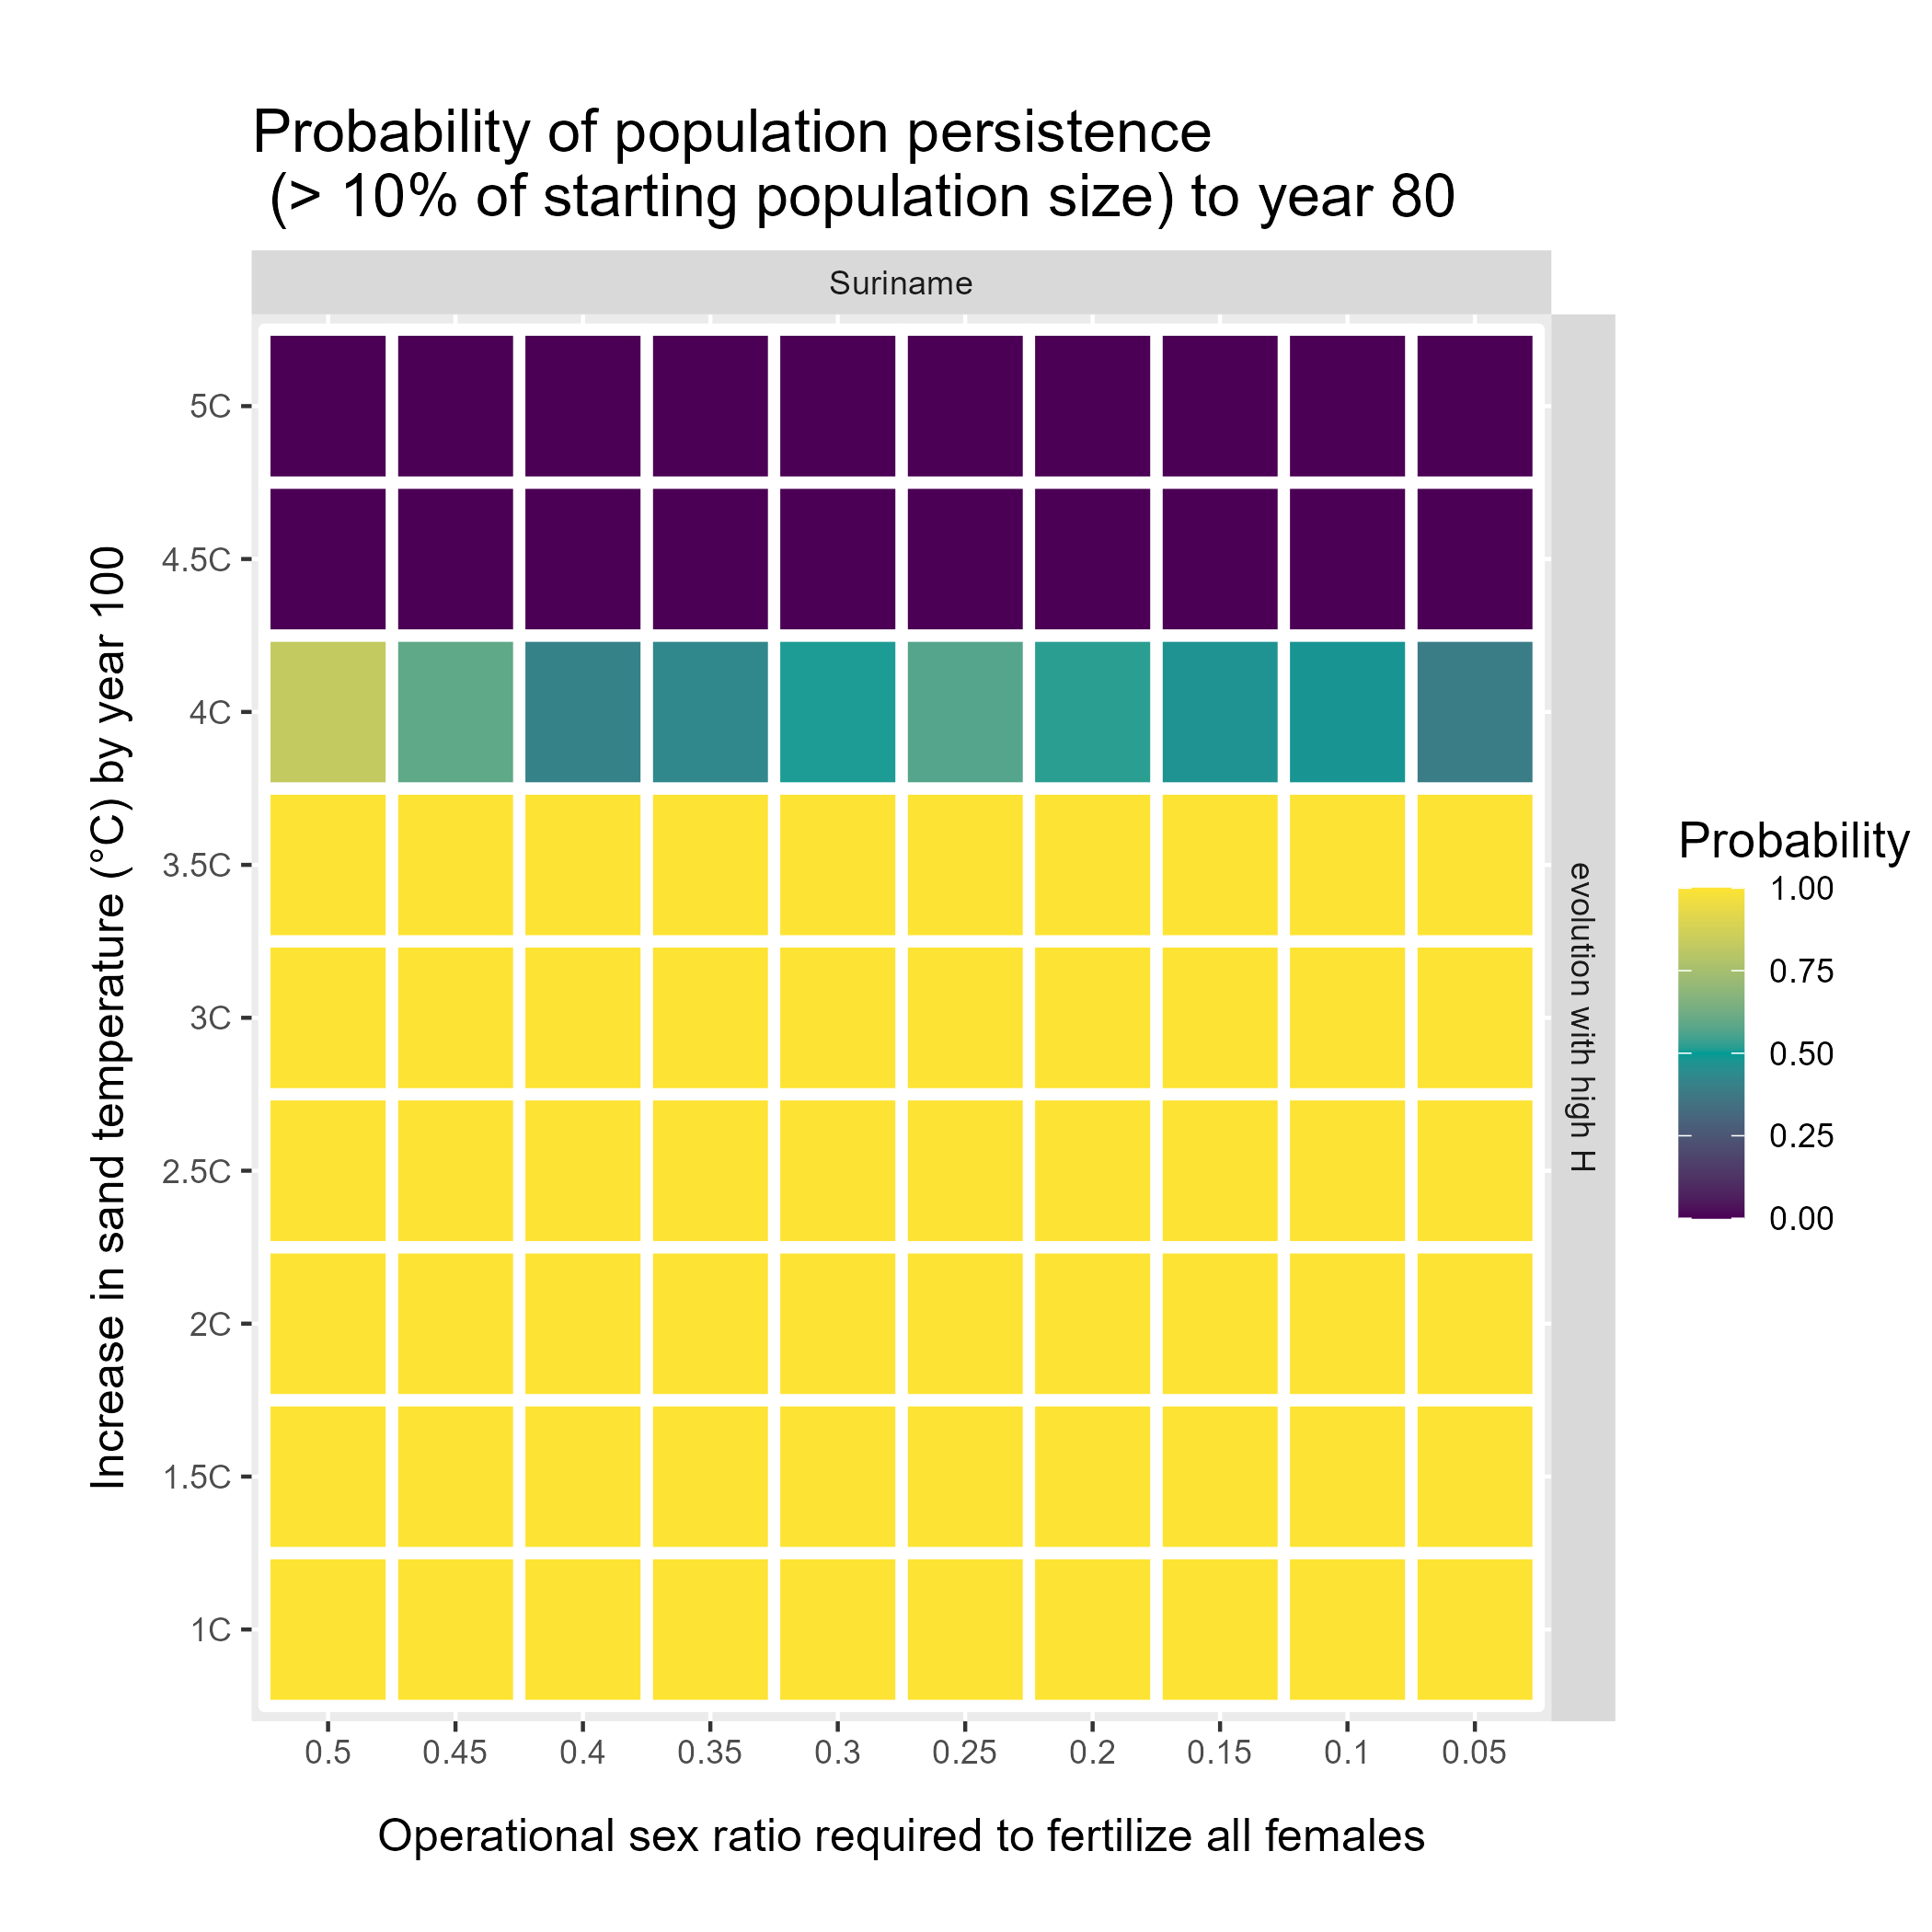 Probability of population persistence
(> 10% of starting population size) to year 80
Suriname
Increase in sand temperature (°C) by year 100
5C
4.5C
4C
3.5C
3C
2.5C
2C
1.5C
1C
evolution with high H
0.5 0.45 0.4 0.35 0.3 0.25 0.2 0.15 0.1 0.05
Operational sex ratio required to fertilize all females
Probability
1.00
0.75
0.50
0.25
0.00